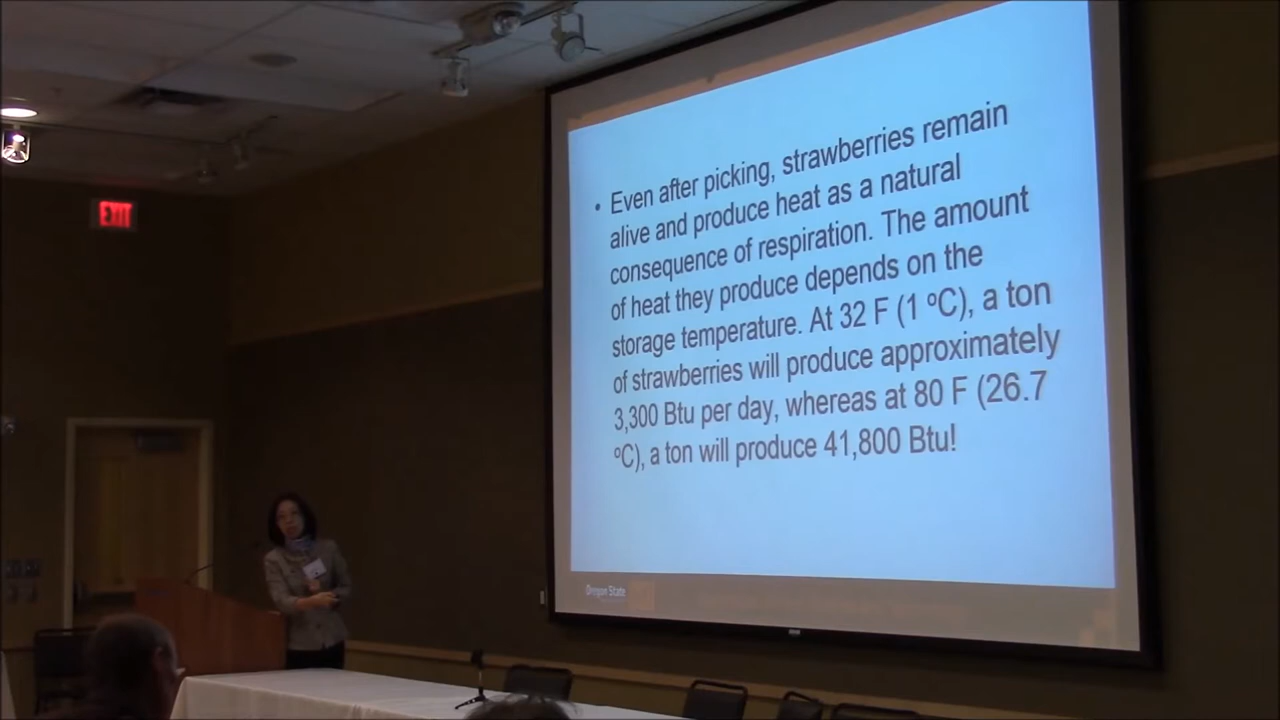 EXIT
• Even after picking, strawberries remain
alive and produce heat as a natural
consequence of respiration. The amount
of heat they produce depends on the
storage temperature. At 32 F (1 ºC), a ton
of strawberries will produce approximately
3,300 Btu per day, whereas at 80 F (26.7
ºC), a ton will produce 41,800 Btu!
Oregon State